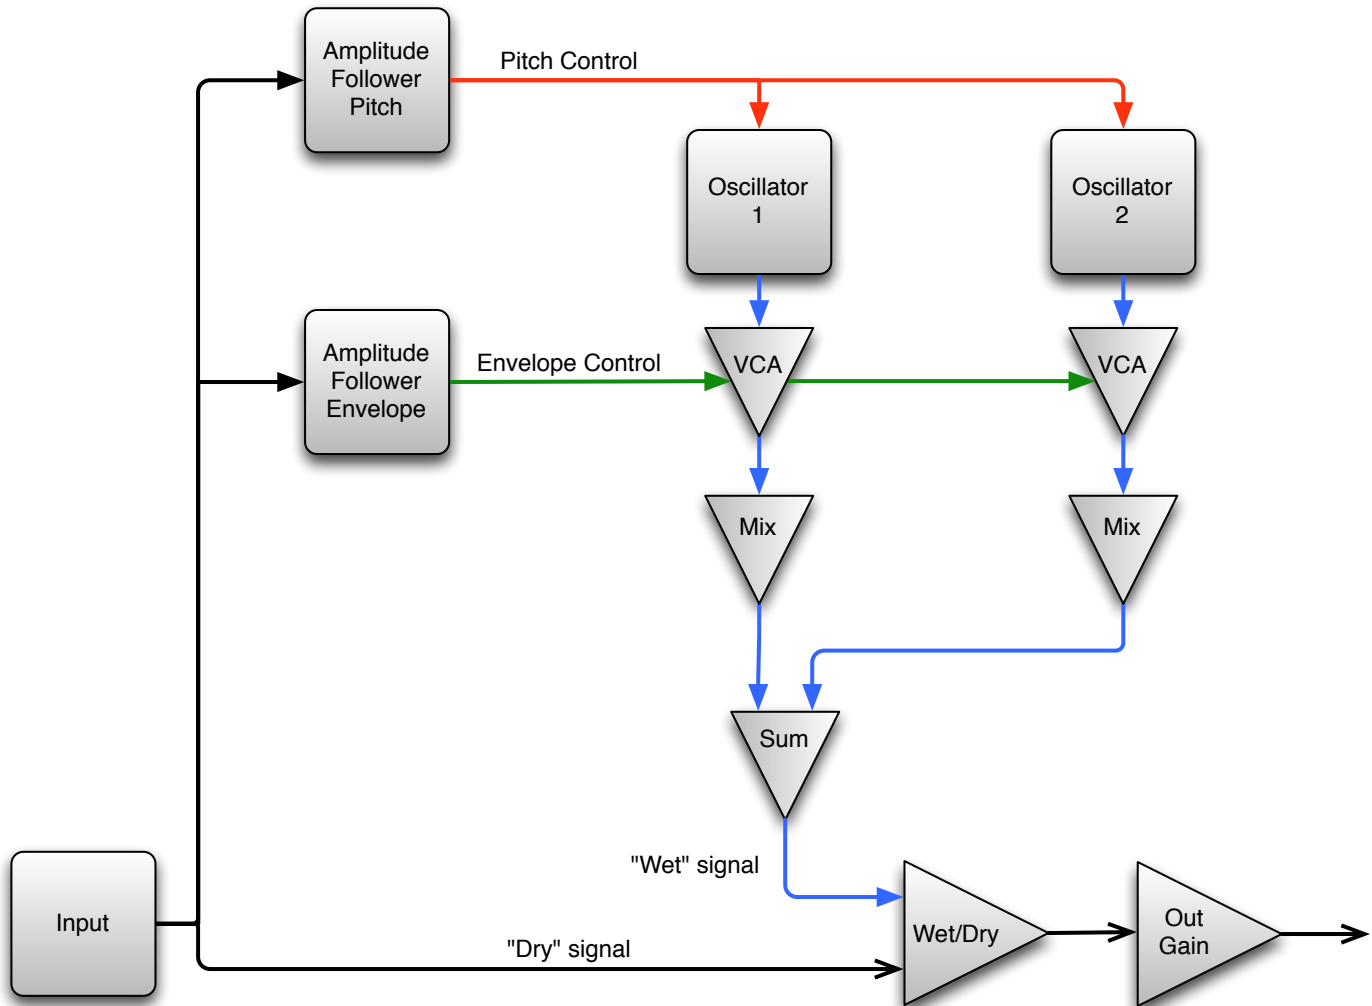 Amplitude
Follower
Pitch
Pitch Control
Oscillator
1
Oscillator
2
Amplitude
Follower
Envelope
Envelope Control
VCA
VCA
Mix
Mix
Sum
"Wet" signal
Input
"Dry" signal
Wet/Dry
Out
Gain